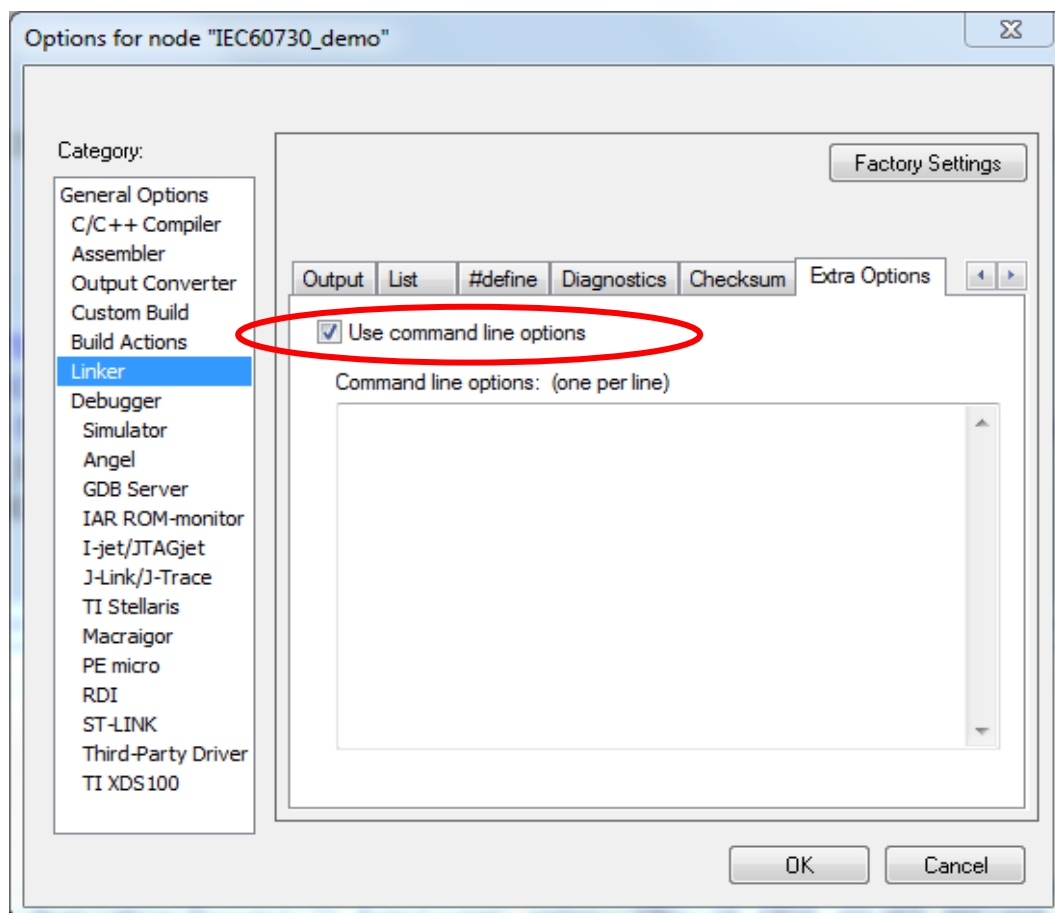 Options for node "IEC60730_demo"
Category:
Factory Settings
General Options
C/C++ Compiler
Assembler
Output Converter
Custom Build
Build Actions
Linker
Debugger
Simulator
Angel
GDB Server
IAR ROM-monitor
I-jet/JTAGjet
J-Link/J-Trace
TI Stellaris
Macraigor
PE micro
RDI
ST-LINK
Third-Party Driver
TI XDS100
Output List #define Diagnostics Checksum Extra Options
Use command line options
Command line options: (one per line)
OK Cancel